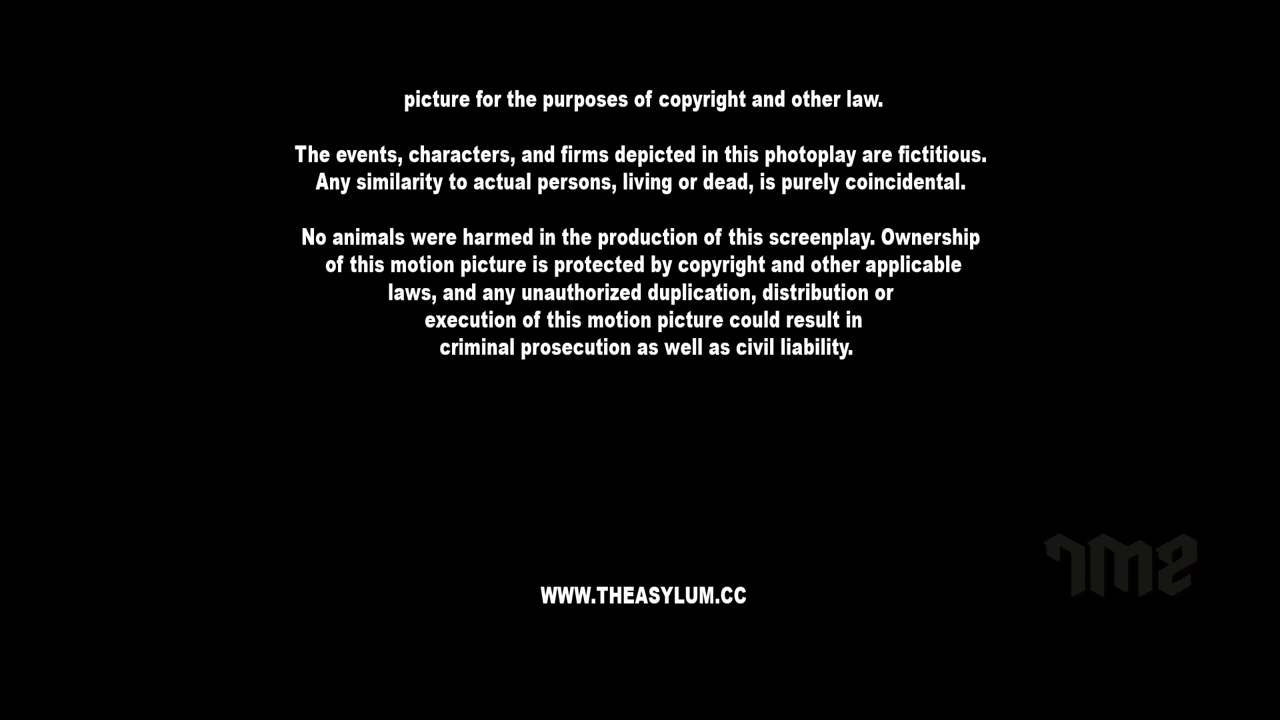 picture for the purposes of copyright and other law.
The events, characters, and firms depicted in this photoplay are fictitious.
Any similarity to actual persons, living or dead, is purely coincidental.
No animals were harmed in the production of this screenplay. Ownership
of this motion picture is protected by copyright and other applicable
laws, and any unauthorized duplication, distribution or
execution of this motion picture could result in
criminal prosecution as well as civil liability.
WWW.THEASYLUM.CC